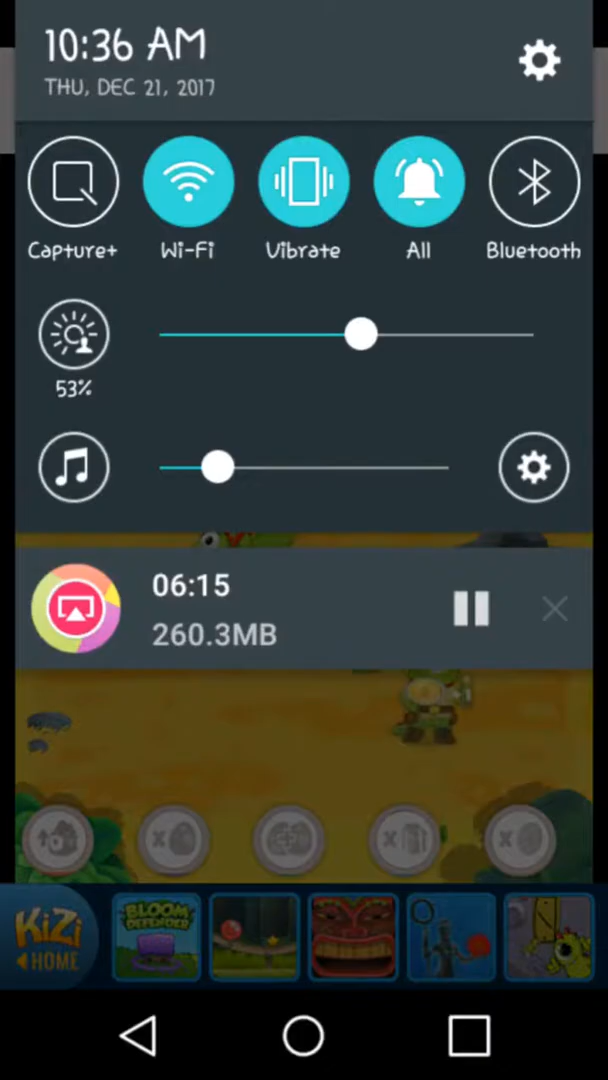 10:36 AM
THU, DEC 21, 2017
Capture+
Wi-Fi
Vibrate
All
Bluetooth
53%
06:15
260.3MB
KiZi
HOME
BLOOM
DEFENDER